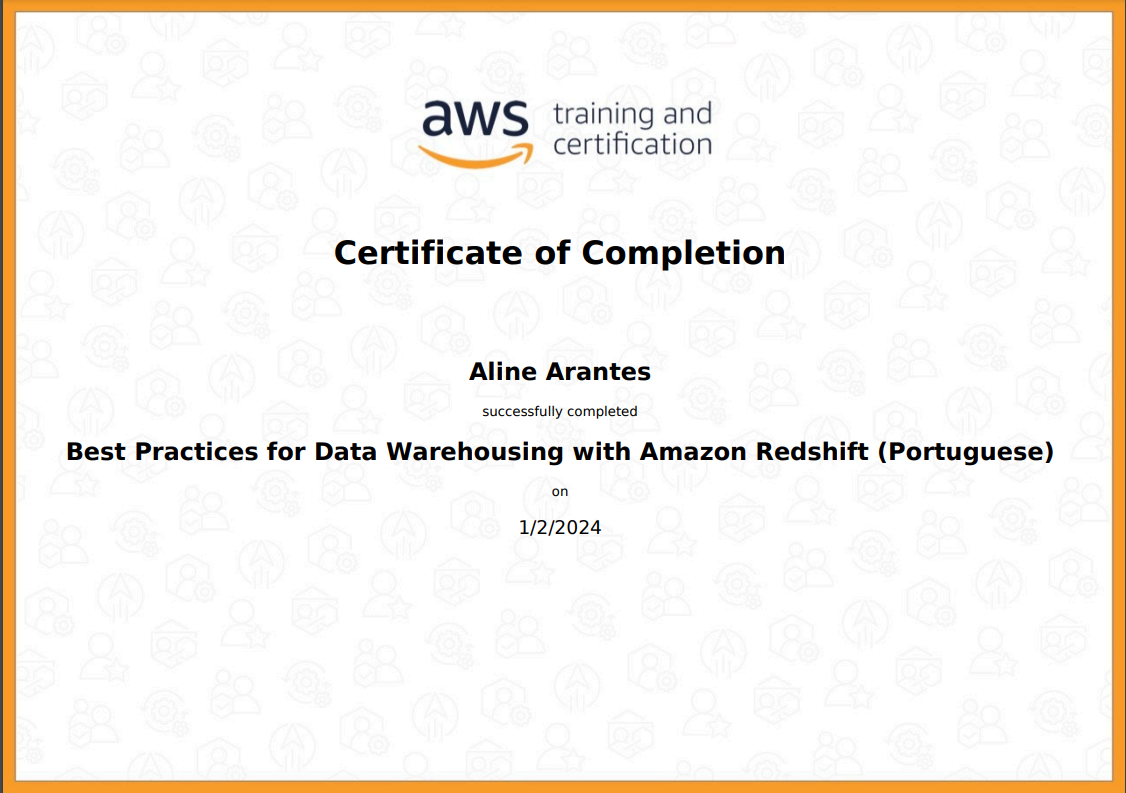 aws training and
certification
Certificate of Completion
Aline Arantes
successfully completed
Best Practices for Data Warehousing with Amazon Redshift (Portuguese)
on
1/2/2024